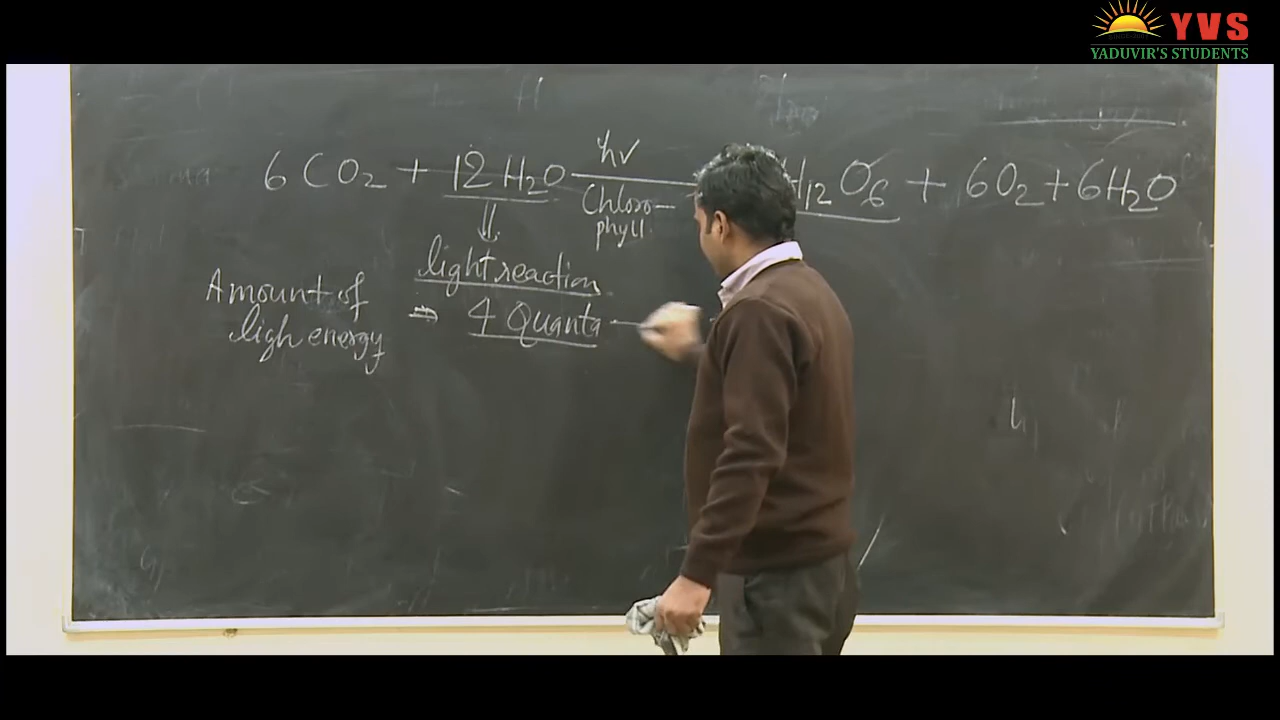 YVS
YADUVIR'S STUDENTS
6 CO2 + 12 H2O hν H12 O6 + 6O2 + 6H2O
Chloro-
phyll.
⇓
light reaction
Amount of
ligh energy ⇒ 4 Quanta